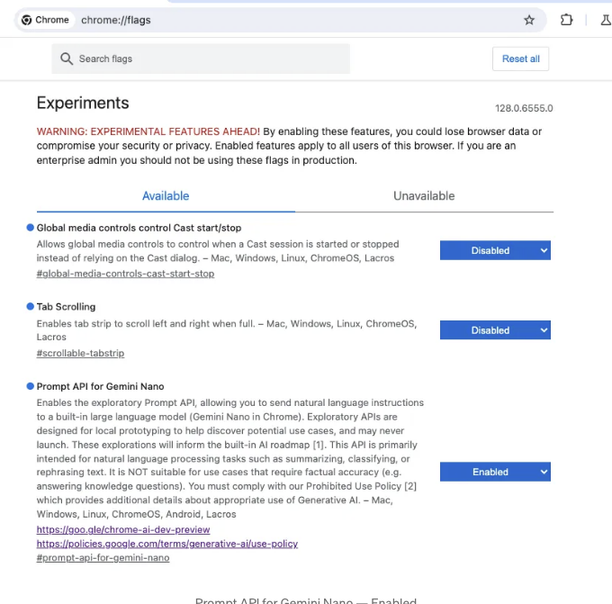 Chrome chrome://flags
Search flags
Reset all
Experiments
128.0.6555.0
WARNING: EXPERIMENTAL FEATURES AHEAD! By enabling these features, you could lose browser data or
compromise your security or privacy. Enabled features apply to all users of this browser. If you are an
enterprise admin you should not be using these flags in production.
Available
Unavailable
Global media controls control Cast start/stop
Allows global media controls to control when a Cast session is started or stopped
instead of relying on the Cast dialog. – Mac, Windows, Linux, ChromeOS, Lacros
#global-media-controls-cast-start-stop
Disabled
Tab Scrolling
Enables tab strip to scroll left and right when full. – Mac, Windows, Linux, ChromeOS,
Lacros
#scrollable-tabstrip
Disabled
Prompt API for Gemini Nano
Enables the exploratory Prompt API, allowing you to send natural language instructions
to a built-in large language model (Gemini Nano in Chrome). Exploratory APIs are
designed for local prototyping to help discover potential use cases, and may never
launch. These explorations will inform the built-in AI roadmap [1]. This API is primarily
intended for natural language processing tasks such as summarizing, classifying, or
rephrasing text. It is NOT suitable for use cases that require factual accuracy (e.g.
answering knowledge questions). You must comply with our Prohibited Use Policy [2]
which provides additional details about appropriate use of Generative AI. – Mac,
Windows, Linux, ChromeOS, Android, Lacros
https://goo.gle/chrome-ai-dev-preview
https://policies.google.com/terms/generative-ai/use-policy
#prompt-api-for-gemini-nano
Enabled
Prompt API for Gemini Nano — Enabled